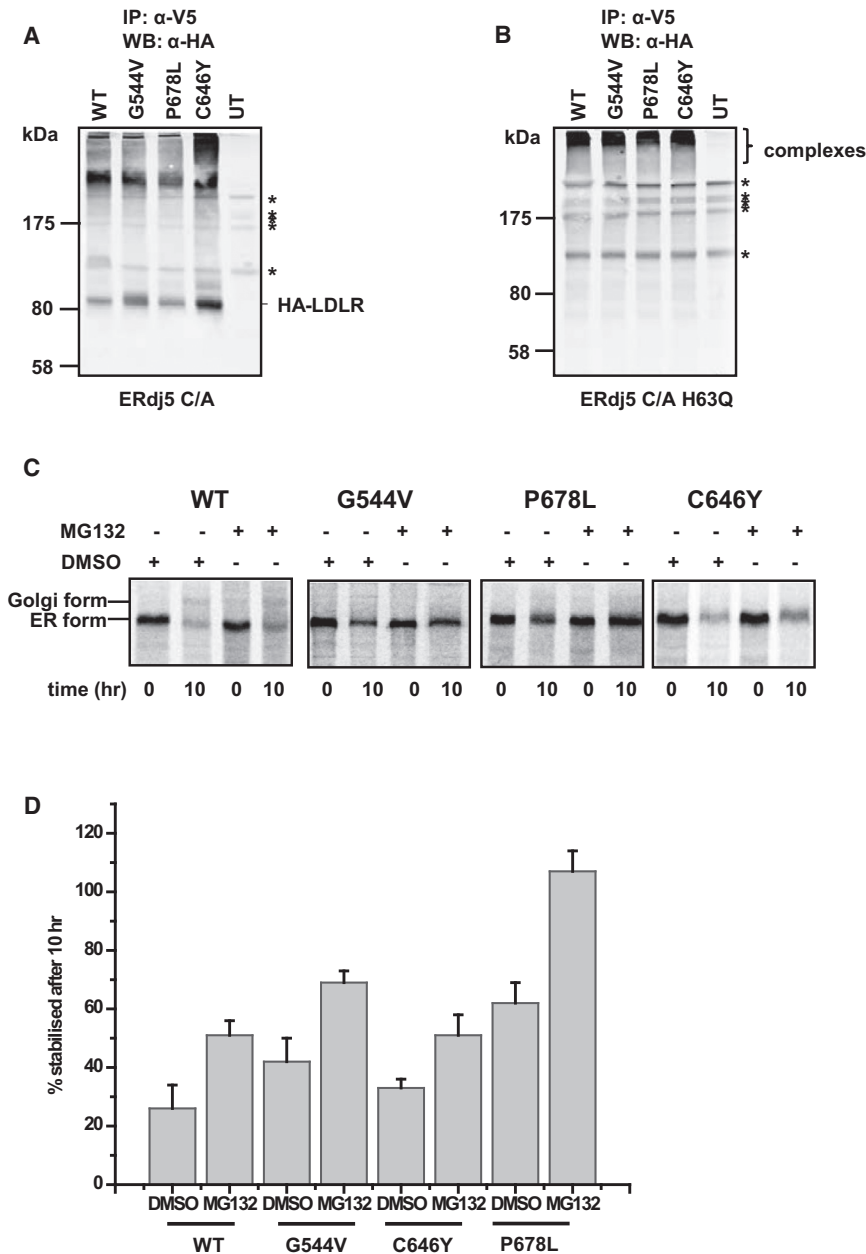 A
IP: α-V5
WB: α-HA
WT G544V P678L C646Y UT
kDa
175
80
58
*
*
*
*
*
HA-LDLR
ERdj5 C/A
B
IP: α-V5
WB: α-HA
WT G544V P678L C646Y UT
kDa
complexes
175
80
58
*
*
*
*
*
ERdj5 C/A H63Q
C
WT G544V P678L C646Y
MG132 - - + + - - + + - - + + - - + +
DMSO + + - - + + - - + + - - + + - -
Golgi form
ER form
time (hr) 0 10 0 10 0 10 0 10 0 10 0 10 0 10 0 10
D
% stabilised after 10 hr
120
100
80
60
40
20
0
DMSO MG132 DMSO MG132 DMSO MG132 DMSO MG132
WT G544V C646Y P678L